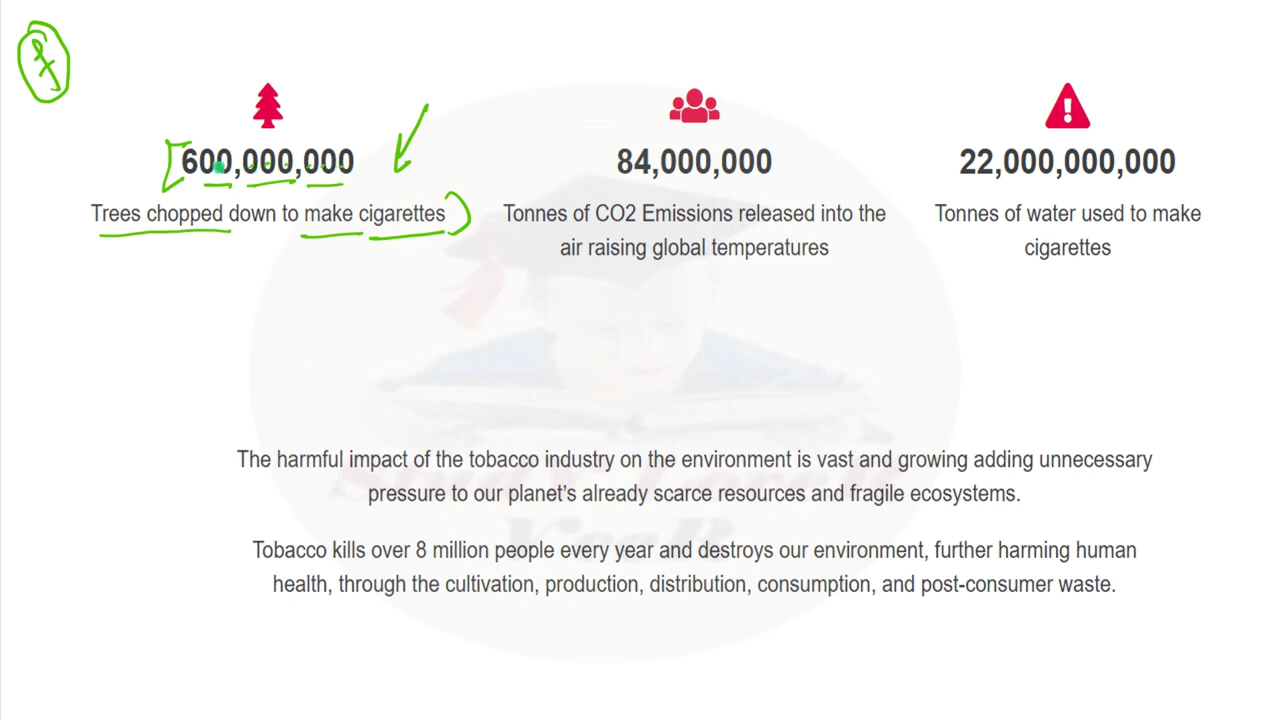 600,000,000
Trees chopped down to make cigarettes
84,000,000
Tonnes of CO2 Emissions released into the
air raising global temperatures
22,000,000,000
Tonnes of water used to make
cigarettes
The harmful impact of the tobacco industry on the environment is vast and growing adding unnecessary
pressure to our planet's already scarce resources and fragile ecosystems.
Tobacco kills over 8 million people every year and destroys our environment, further harming human
health, through the cultivation, production, distribution, consumption, and post-consumer waste.